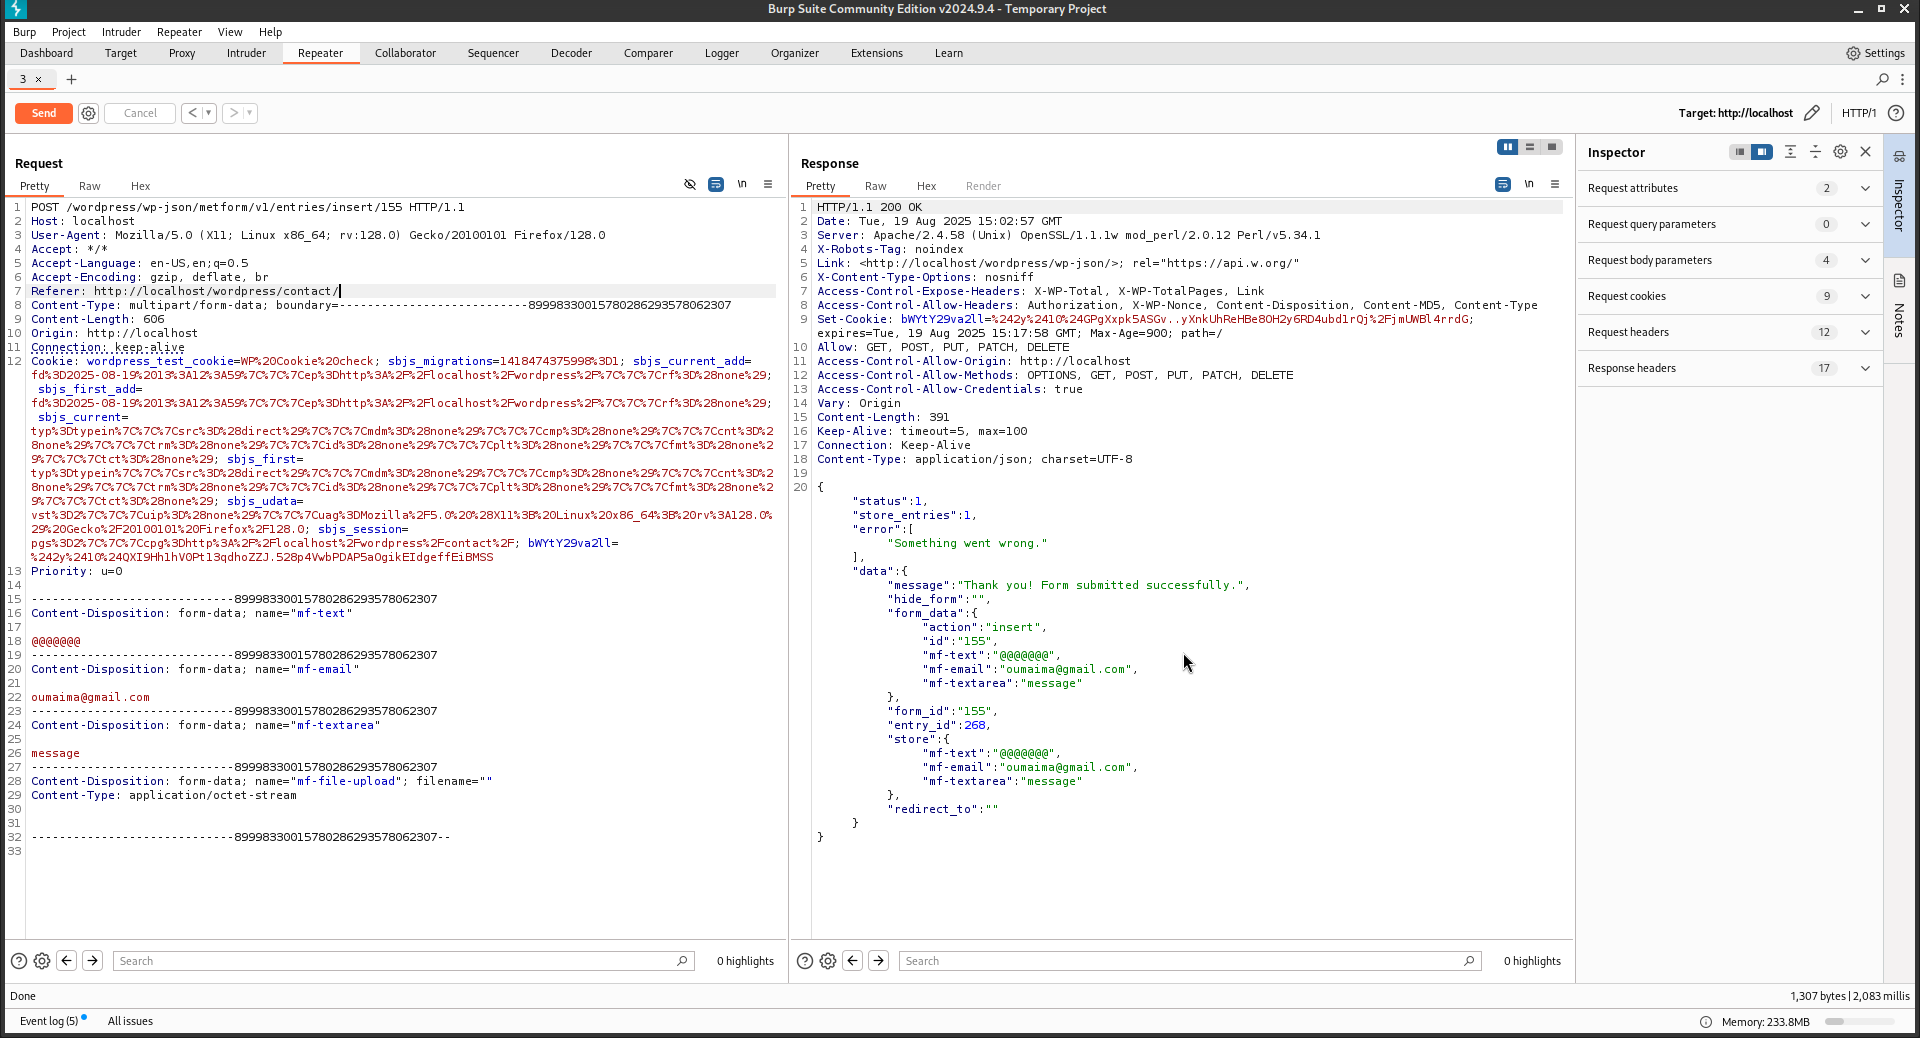 Burp Suite Community Edition v2024.9.4 - Temporary Project
Burp Project Intruder Repeater View Help
Dashboard Target Proxy Intruder Repeater Collaborator Sequencer Decoder Comparer Logger Organizer Extensions Learn Settings
3 × +
Send Cancel < > Target: http://localhost HTTP/1
Request
Pretty Raw Hex \n
1 POST /wordpress/wp-json/metform/v1/entries/insert/155 HTTP/1.1
2 Host: localhost
3 User-Agent: Mozilla/5.0 (X11; Linux x86_64; rv:128.0) Gecko/20100101 Firefox/128.0
4 Accept: */*
5 Accept-Language: en-US,en;q=0.5
6 Accept-Encoding: gzip, deflate, br
7 Referer: http://localhost/wordpress/contact/
8 Content-Type: multipart/form-data; boundary=---------------------------899983300157802862935780​62307
9 Content-Length: 606
10 Origin: http://localhost
11 Connection: keep-alive
12 Cookie: wordpress_test_cookie=WP%20Cookie%20check; sbjs_migrations=1418474375998%3D1; sbjs_current_add=
fd%3D2025-08-19%2013%3A12%3A59%7C%7C%7Cep%3Dhttp%3A%2F%2Flocalhost%2Fwordpress%2F%7C%7C%7Crf%3D%28none%29;
sbjs_first_add=
fd%3D2025-08-19%2013%3A12%3A59%7C%7C%7Cep%3Dhttp%3A%2F%2Flocalhost%2Fwordpress%2F%7C%7C%7Crf%3D%28none%29;
sbjs_current=
typ%3Dtypein%7C%7C%7Csrc%3D%28direct%29%7C%7C%7Cmdm%3D%28none%29%7C%7C%7Ccmp%3D%28none%29%7C%7C%7Ccnt%3D%2
8none%29%7C%7C%7Ctrm%3D%28none%29%7C%7C%7Cid%3D%28none%29%7C%7C%7Cplt%3D%28none%29%7C%7C%7Cfmt%3D%28none%2
9%7C%7C%7Ctct%3D%28none%29; sbjs_first=
typ%3Dtypein%7C%7C%7Csrc%3D%28direct%29%7C%7C%7Cmdm%3D%28none%29%7C%7C%7Ccmp%3D%28none%29%7C%7C%7Ccnt%3D%2
8none%29%7C%7C%7Ctrm%3D%28none%29%7C%7C%7Cid%3D%28none%29%7C%7C%7Cplt%3D%28none%29%7C%7C%7Cfmt%3D%28none%2
9%7C%7C%7Ctct%3D%28none%29; sbjs_udata=
vst%3D2%7C%7C%7Cuip%3D%28none%29%7C%7C%7Cuag%3DMozilla%2F5.0%20%28X11%3B%20Linux%20x86_64%3B%20rv%3A128.0%
29%20Gecko%2F20100101%20Firefox%2F128.0; sbjs_session=
pgs%3D2%7C%7C%7Ccpg%3Dhttp%3A%2F%2Flocalhost%2Fwordpress%2Fcontact%2F; bWYtY29va2ll=
%242y%2410%24QXI9Hh1hV0Pt13qdhoZZJ.528p4VwbPDAP5aOgikEIdgeffEiBMSS
13 Priority: u=0
14
15 -----------------------------89998330015780286293578062307
16 Content-Disposition: form-data; name="mf-text"
17
18 @@@@@@@
19 -----------------------------89998330015780286293578062307
20 Content-Disposition: form-data; name="mf-email"
21
22 oumaima@gmail.com
23 -----------------------------89998330015780286293578062307
24 Content-Disposition: form-data; name="mf-textarea"
25
26 message
27 -----------------------------89998330015780286293578062307
28 Content-Disposition: form-data; name="mf-file-upload"; filename=""
29 Content-Type: application/octet-stream
30
31
32 -----------------------------89998330015780286293578062307--
33
Search 0 highlights
Response
Pretty Raw Hex Render \n
1 HTTP/1.1 200 OK
2 Date: Tue, 19 Aug 2025 15:02:57 GMT
3 Server: Apache/2.4.58 (Unix) OpenSSL/1.1.1w mod_perl/2.0.12 Perl/v5.34.1
4 X-Robots-Tag: noindex
5 Link: <http://localhost/wordpress/wp-json/>; rel="https://api.w.org/"
6 X-Content-Type-Options: nosniff
7 Access-Control-Expose-Headers: X-WP-Total, X-WP-TotalPages, Link
8 Access-Control-Allow-Headers: Authorization, X-WP-Nonce, Content-Disposition, Content-MD5, Content-Type
9 Set-Cookie: bWYtY29va2ll=%242y%2410%24GPgXxpk5ASGv..yXnkUhReHBe8OH2y6RD4ubd1rQj%2FjmUWBl4rrdG;
expires=Tue, 19 Aug 2025 15:17:58 GMT; Max-Age=900; path=/
10 Allow: GET, POST, PUT, PATCH, DELETE
11 Access-Control-Allow-Origin: http://localhost
12 Access-Control-Allow-Methods: OPTIONS, GET, POST, PUT, PATCH, DELETE
13 Access-Control-Allow-Credentials: true
14 Vary: Origin
15 Content-Length: 391
16 Keep-Alive: timeout=5, max=100
17 Connection: Keep-Alive
18 Content-Type: application/json; charset=UTF-8
19
20 {
"status":1,
"store_entries":1,
"error":[
"Something went wrong."
],
"data":{
"message":"Thank you! Form submitted successfully.",
"hide_form":"",
"form_data":{
"action":"insert",
"id":"155",
"mf-text":"@@@@@@@",
"mf-email":"oumaima@gmail.com",
"mf-textarea":"message"
},
"form_id":"155",
"entry_id":268,
"store":{
"mf-text":"@@@@@@@",
"mf-email":"oumaima@gmail.com",
"mf-textarea":"message"
},
"redirect_to":""
}
}
Search 0 highlights
Inspector
Request attributes 2
Request query parameters 0
Request body parameters 4
Request cookies 9
Request headers 12
Response headers 17
Inspector
Notes
Done 1,307 bytes | 2,083 millis
Event log (5) All issues Memory: 233.8MB